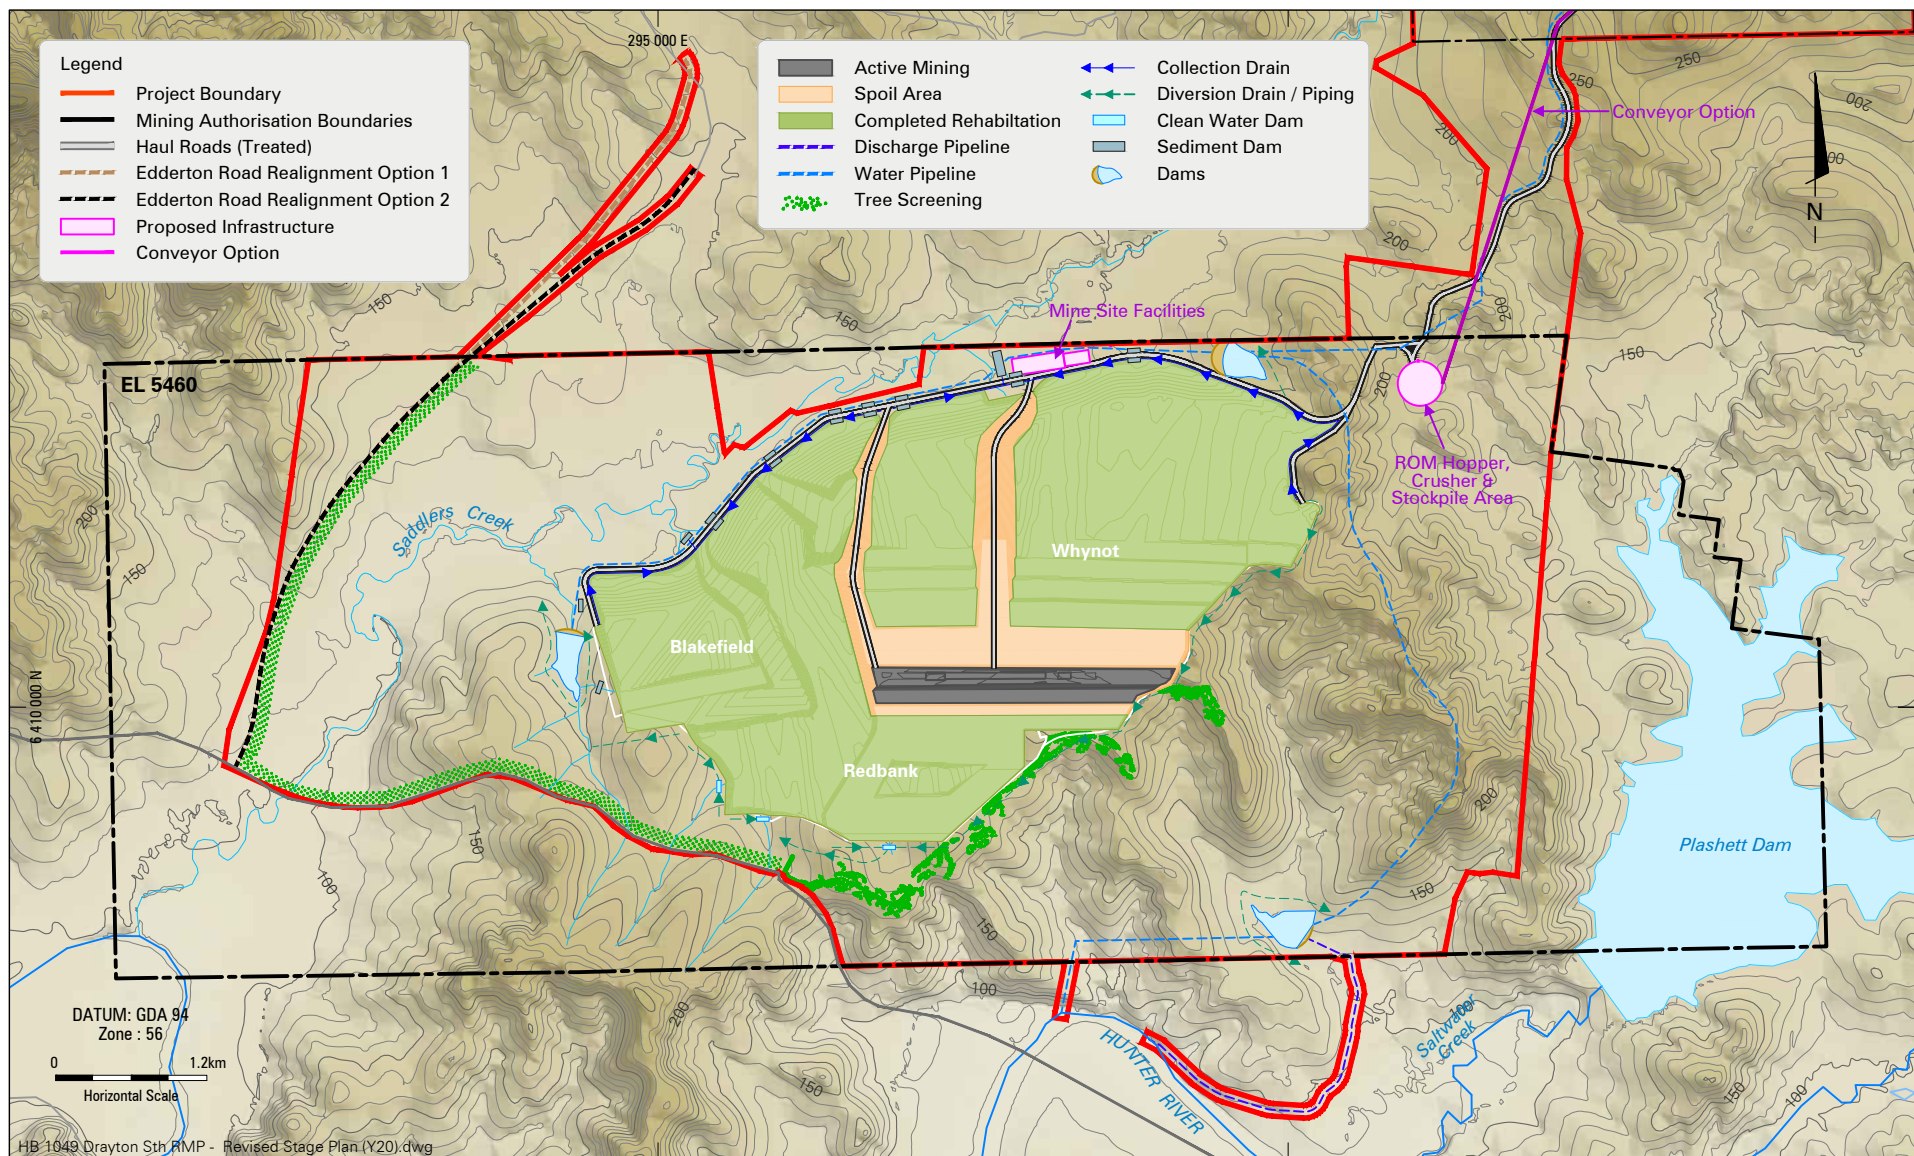 Legend
Project Boundary
Mining Authorisation Boundaries
Haul Roads (Treated)
Edderton Road Realignment Option 1
Edderton Road Realignment Option 2
Proposed Infrastructure
Conveyor Option
295 000 E
Active Mining
Spoil Area
Completed Rehabiltation
Discharge Pipeline
Water Pipeline
Tree Screening
Collection Drain
Diversion Drain / Piping
Clean Water Dam
Sediment Dam
Dams
250
250
200
Conveyor Option
200
N
200
150
150
Mine Site Facilities
200
150
EL 5460
200
ROM Hopper,
Crusher &
Stockpile Area
Saddlers Creek
200
150
Whynot
Blakefield
6 410 000 N
Redbank
200
150
100
150
150
Plashett Dam
100
200
DATUM: GDA 94
Zone : 56
0
1.2km
Horizontal Scale
150
HUNTER RIVER
Saltwater
Creek
100
150
100
HB 1049 Drayton Sth RMP - Revised Stage Plan (Y20).dwg